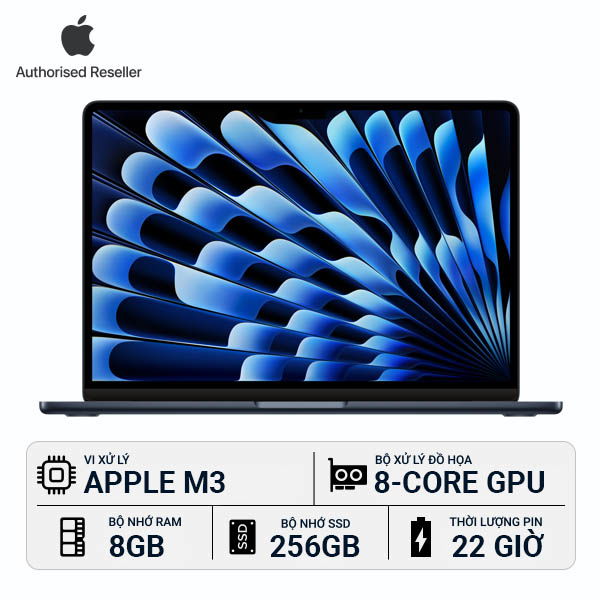 Authorised Reseller
VI XỬ LÝ
APPLE M3
BỘ XỬ LÝ ĐỒ HỌA
8-CORE GPU
BỘ NHỚ RAM
8GB
SSD
BỘ NHỚ SSD
256GB
THỜI LƯỢNG PIN
22 GIỜ